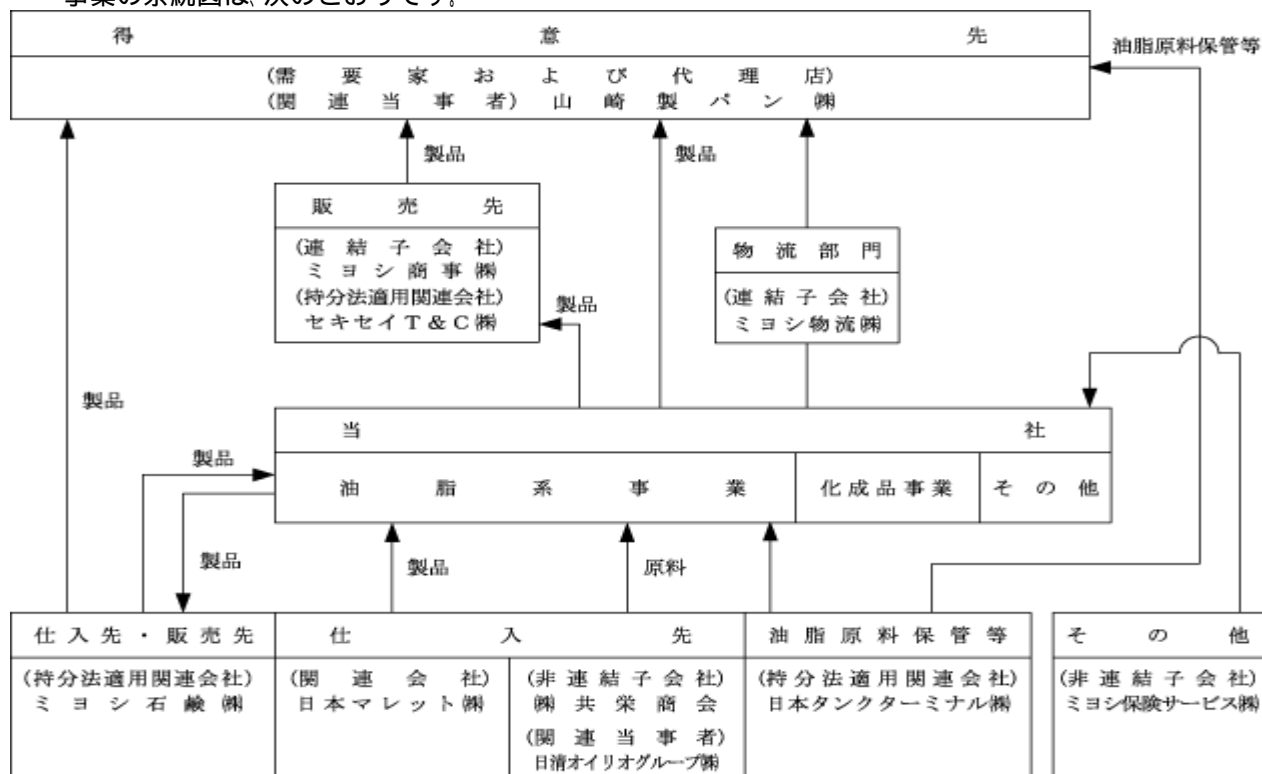 事業の系統図は、次のとおりです。
得意先
油脂原料保管等
(需要家および代理店)
(関連当事者) 山崎製パン㈱
製品
製品
販売先
(連結子会社)
ミヨシ商事㈱
(持分法適用関連会社)
セキセイT&C㈱
物流部門
(連結子会社)
ミヨシ物流㈱
製品
製品
当社
製品
油脂系事業
化成品事業
その他
製品
製品
原料
仕入先・販売先
仕入先
油脂原料保管等
その他
(持分法適用関連会社)
ミヨシ石鹸㈱
(関連会社)
日本マレット㈱
(非連結子会社)
㈱共栄商会
(関連当事者)
日清オイリオグループ㈱
(持分法適用関連会社)
日本タンクターミナル㈱
(非連結子会社)
ミヨシ保険サービス㈱